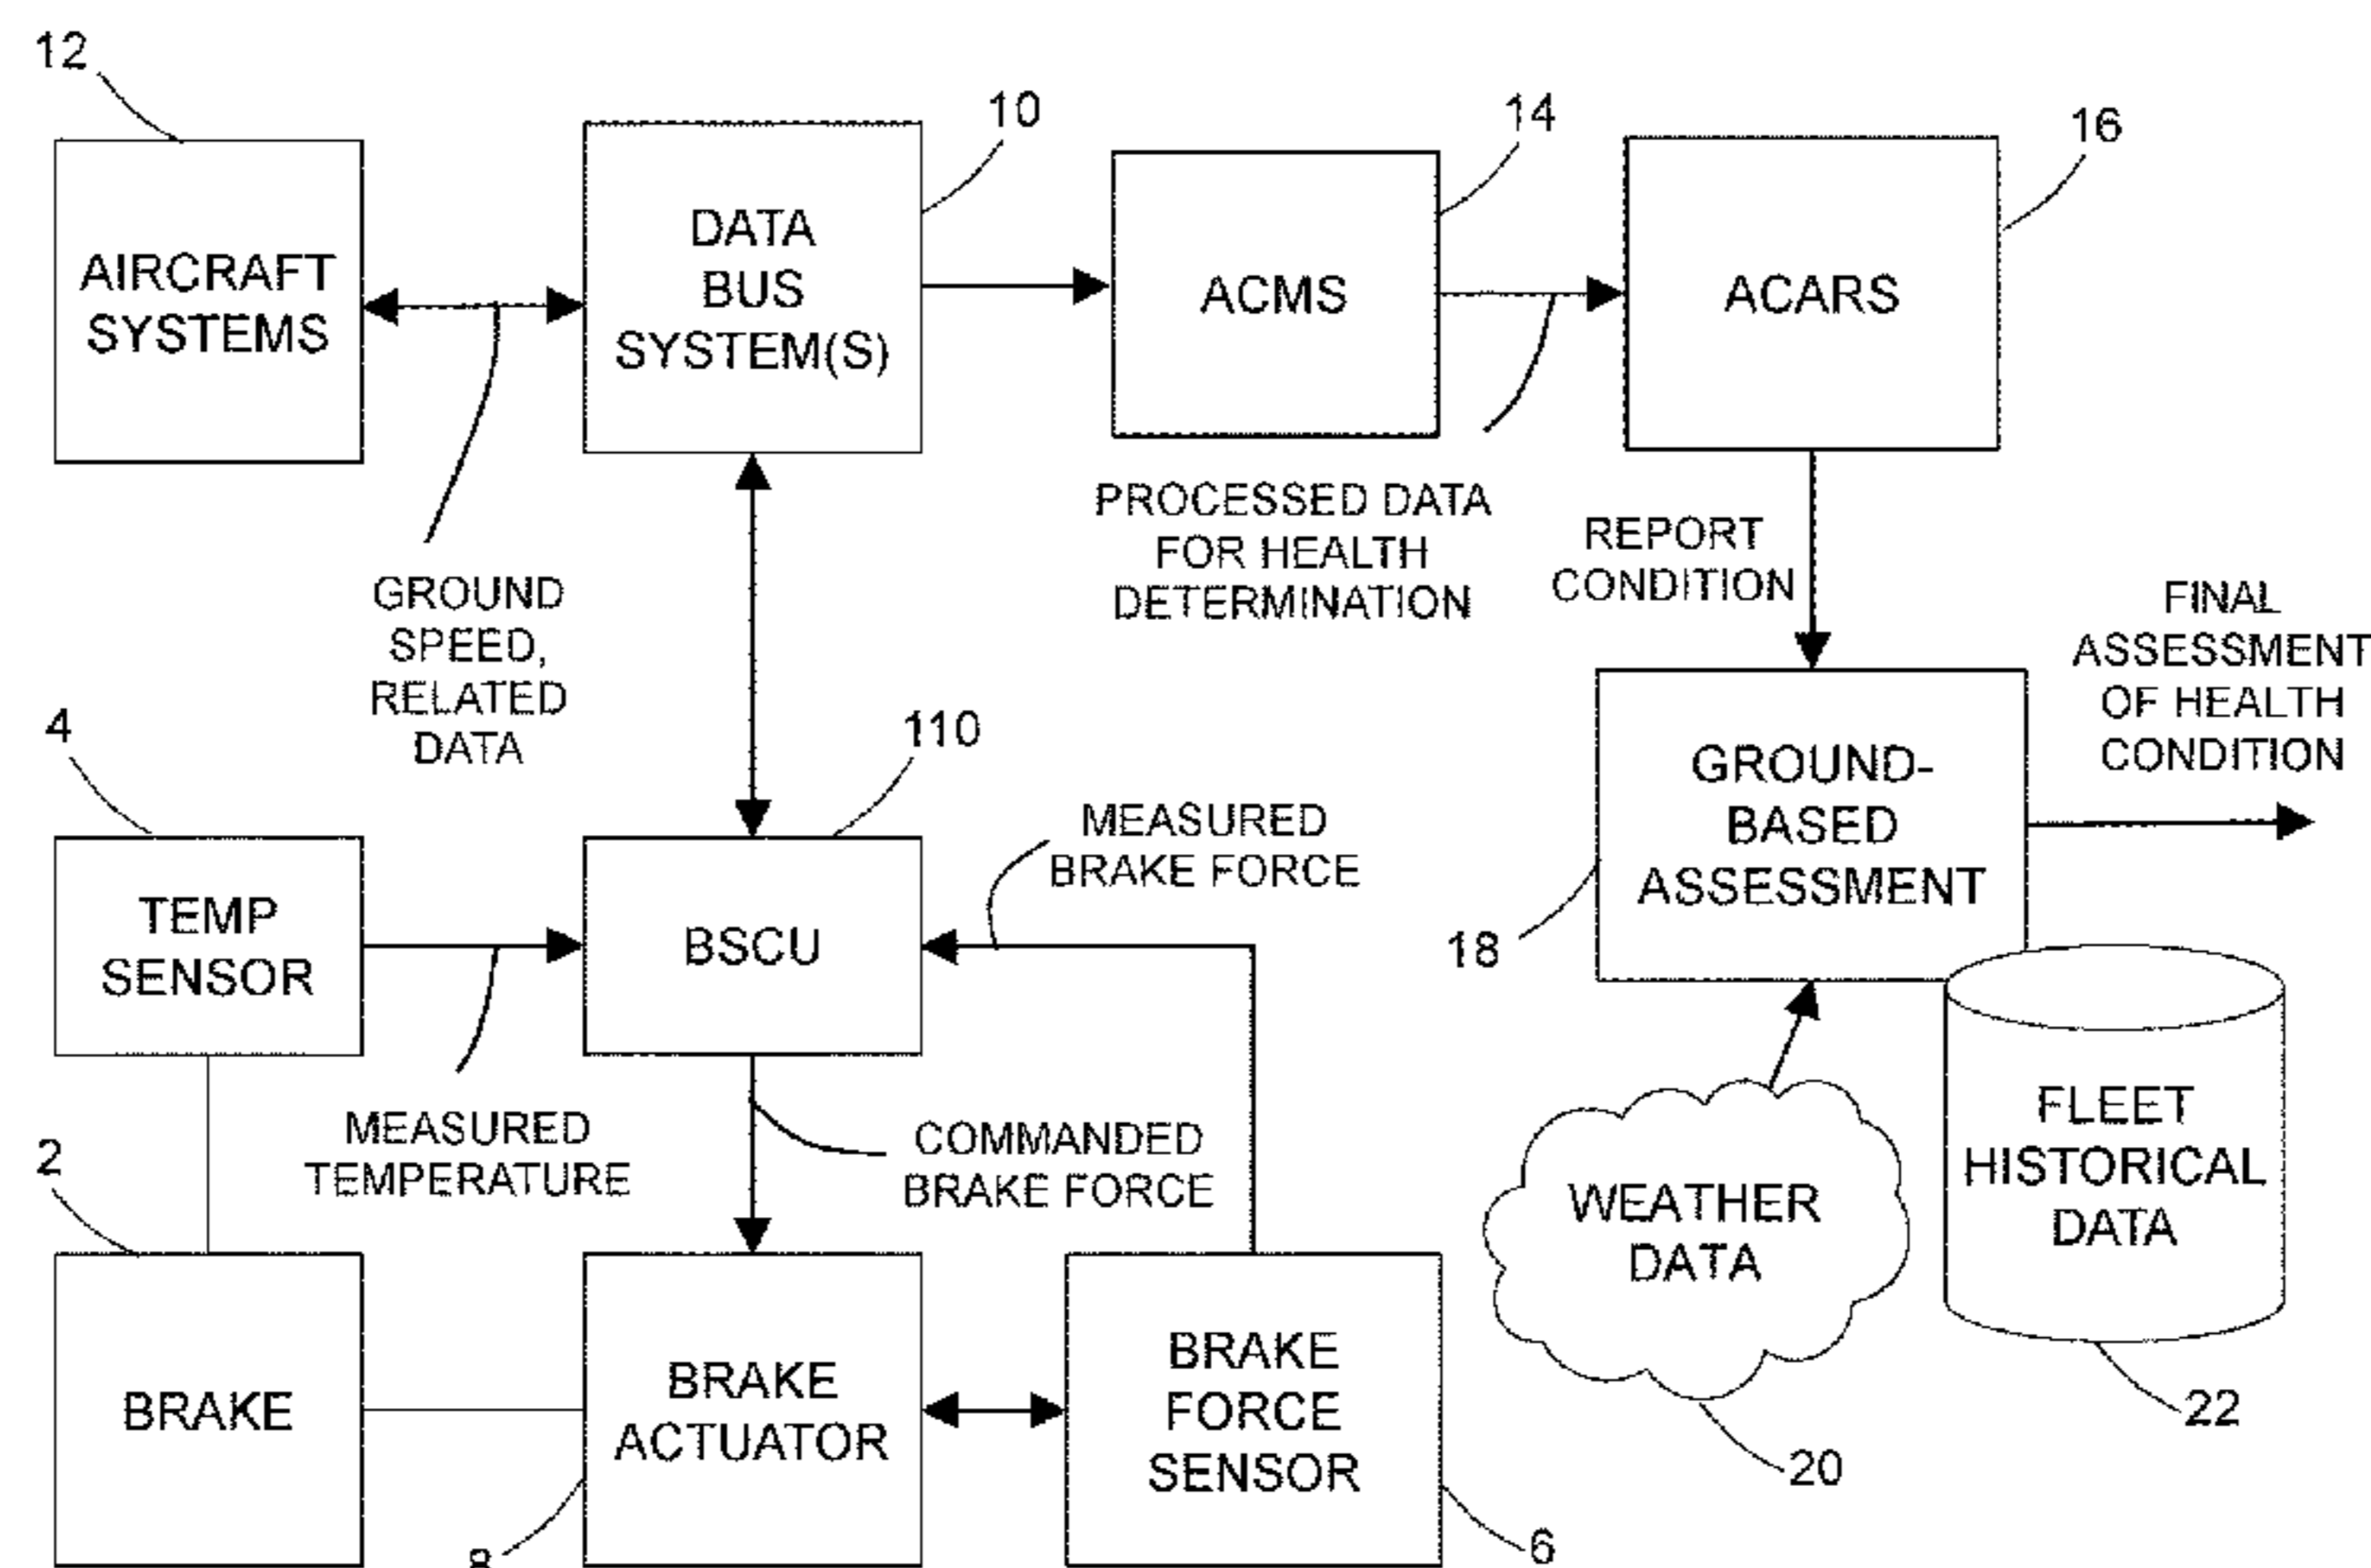 12
10
14
16
AIRCRAFT
SYSTEMS
DATA
BUS
SYSTEM(S)
ACMS
ACARS
GROUND
SPEED,
RELATED
DATA
PROCESSED DATA
FOR HEALTH
DETERMINATION
REPORT
CONDITION
FINAL
ASSESSMENT
OF HEALTH
CONDITION
4
110
MEASURED
BRAKE FORCE
TEMP
SENSOR
BSCU
18
GROUND-
BASED
ASSESSMENT
2
MEASURED
TEMPERATURE
COMMANDED
BRAKE FORCE
WEATHER
DATA
FLEET
HISTORICAL
DATA
BRAKE
BRAKE
ACTUATOR
BRAKE
FORCE
SENSOR
20
22
8
6